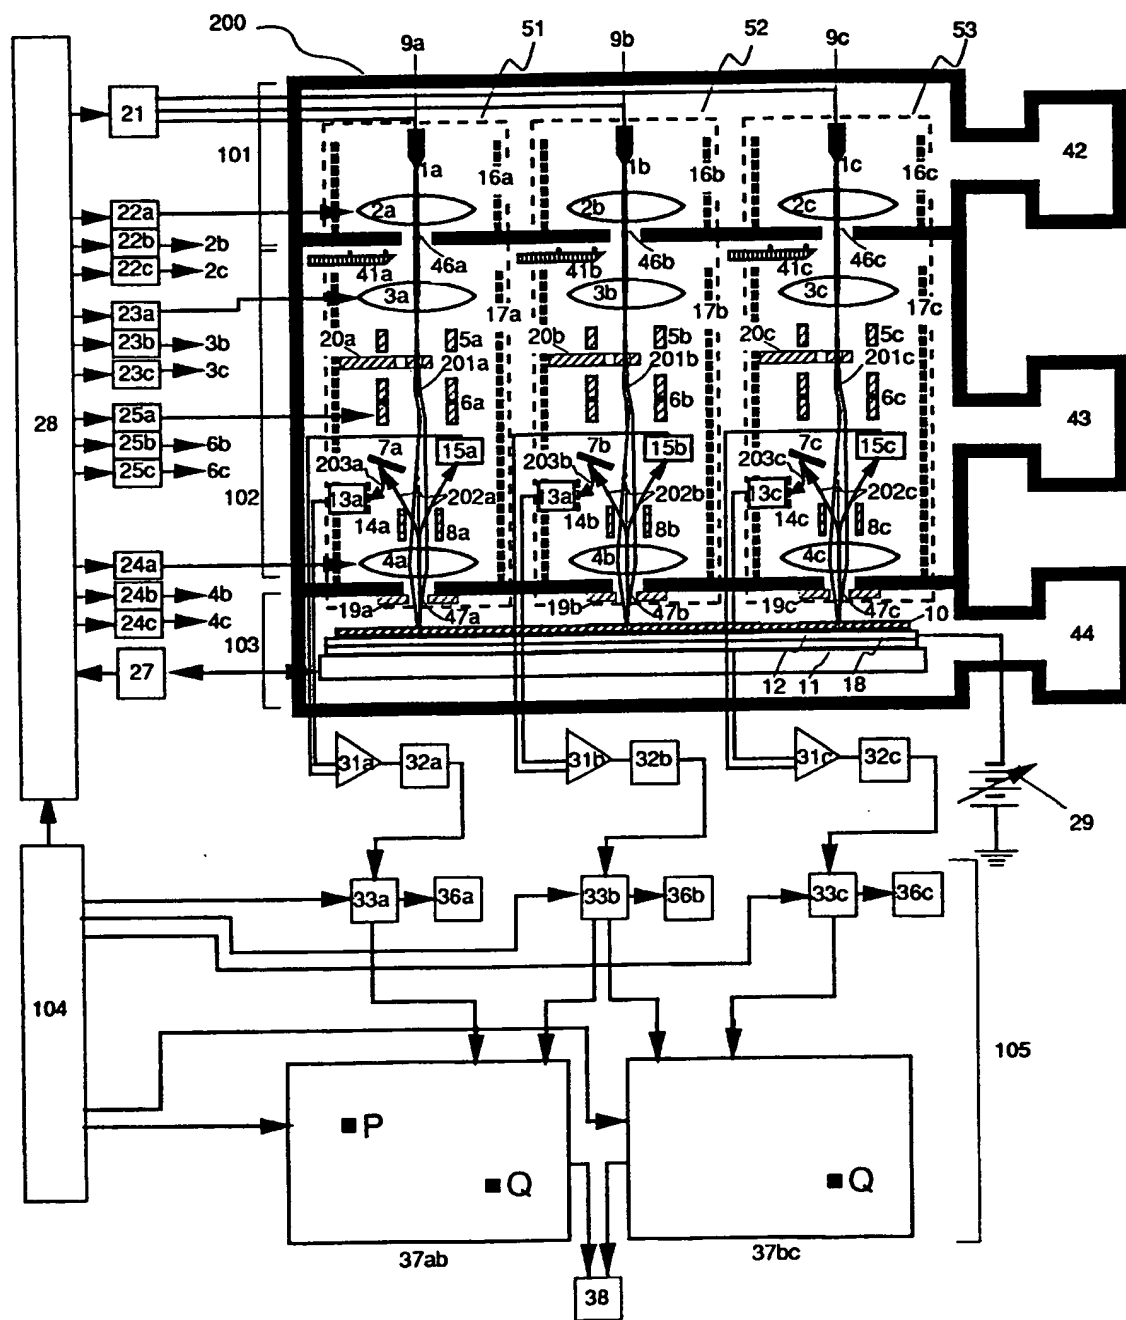 200 9a 51 9b 52 9c 53
21 42
101 1a 16a 1b 16b 1c 16c
22a 2a 2b 2c
22b 2b
22c 2c 41a 46a 41b 46b 41c 46c
23a 3a 17a 3b 17b 3c 17c
23b 3b 20a 5a 20b 5b 20c 5c
23c 3c 201a 201b 201c
28 25a 6a 6b 6c 43
25b 6b 7a 15a 7b 15b 7c 15c
25c 6c 203a 203b 203c
102 13a 202a 13a 202b 13c 202c
14a 8a 14b 8b 14c 8c
24a 4a 4b 4c
24b 4b 19a 47a 19b 47b 19c 47c 10 44
24c 4c
103
27 12 11 18
31a 32a 31b 32b 31c 32c
29
33a 36a 33b 36b 33c 36c
104
105
P
Q Q
37ab 37bc
38